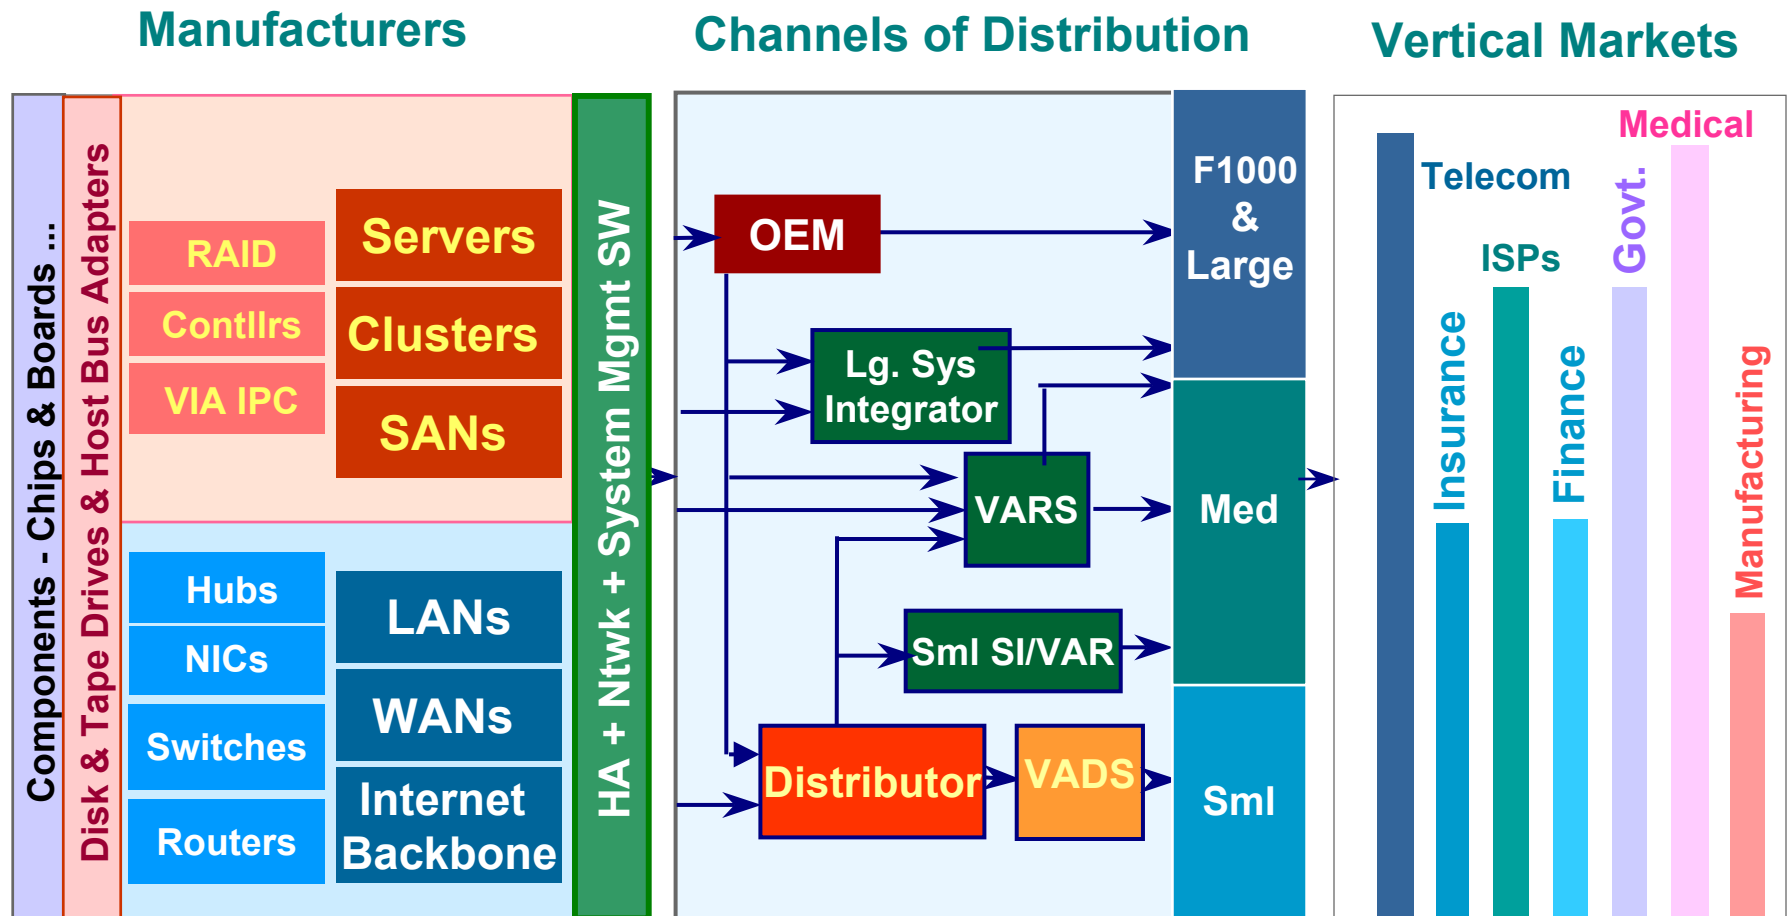 Manufacturers
Channels of Distribution
Vertical Markets
Components - Chips & Boards ...
Disk & Tape Drives & Host Bus Adapters
RAID
Contllrs
VIA IPC
Servers
Clusters
SANs
Hubs
NICs
Switches
Routers
LANs
WANs
Internet
Backbone
HA + Ntwk + System Mgmt SW
OEM
Lg. Sys
Integrator
VARS
Sml SI/VAR
Distributor
VADS
F1000
&
Large
Med
Sml
Telecom
Insurance
ISPs
Finance
Govt.
Medical
Manufacturing